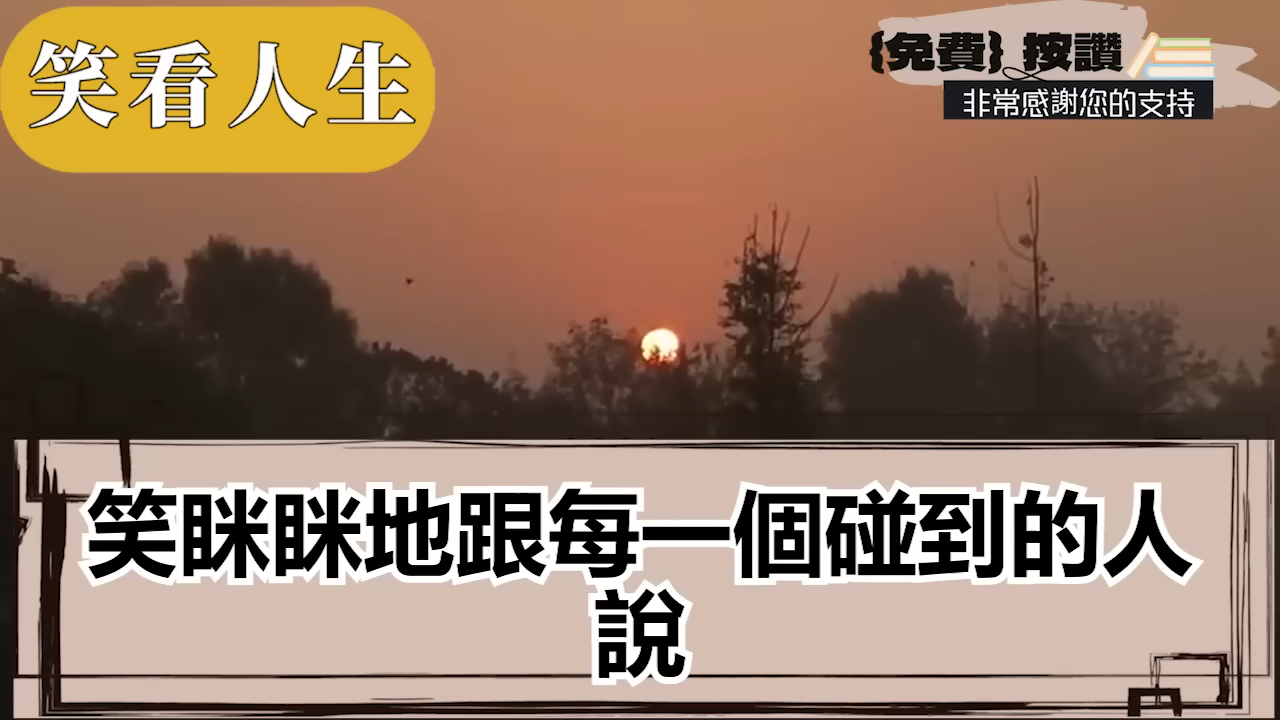 笑看人生
{免費} 按讚
非常感謝您的支持
笑眯眯地跟每一個碰到的人
說